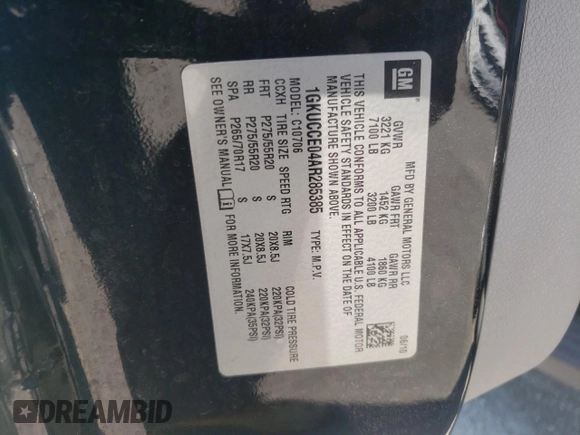 GM
MFD BY GENERAL MOTORS LLC
06/10
GVWR GAWR FRT GAWR RR
3221 KG 1452 KG 1860 KG
7100 LB 3200 LB 4100 LB
THIS VEHICLE CONFORMS TO ALL APPLICABLE U.S. FEDERAL MOTOR
VEHICLE SAFETY STANDARDS IN EFFECT ON THE DATE OF
MANUFACTURE SHOWN ABOVE.
1GKUCCE04AR285385 TYPE: M.P.V.
MODEL: C10706
CCXH TIRE SIZE SPEED RTG RIM COLD TIRE PRESSURE
FRT P275/55R20 S 20X8.5J 220KPA(32PSI)
RR P275/55R20 S 20X8.5J 220KPA(32PSI)
SPA P265/70R17 S 17X7.5J 240KPA(35PSI)
SEE OWNER'S MANUAL
DREAMBID